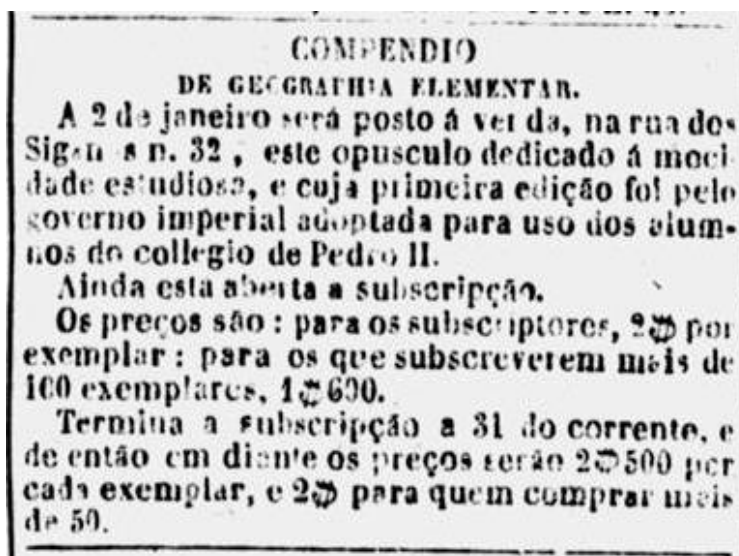 COMPENDIO
DE GEOGRAPHIA ELEMENTAR.
A 2 de janeiro será posto á venda, na rua dos
Siganos n. 32, este opusculo dedicado á moci-
dade estudiosa, e cuja primeira edição foi pelo
governo imperial adoptada para uso dos alum-
nos do collegio de Pedro II.
Ainda está aberta a subscripção.
Os preços são : para os subscriptores, 2$ por
exemplar : para os que subscreverem mais de
100 exemplares, 1$600.
Termina a subscripção a 31 do corrente, e
de então em diante os preços serão 2$500 por
cada exemplar, e 2$ para quem comprar mais
de 50.